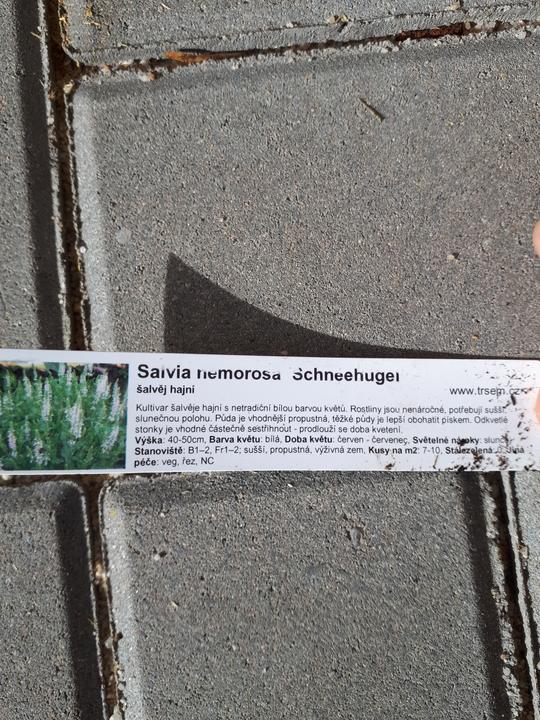 Salvia nemorosa Schneehügel
šalvěj hajní
www.trsem.cz
Kultivar šalvěje hajní s netradiční bílou barvou květů. Rostliny jsou nenáročné, potřebují sušší,
slunečnou polohu. Půda je vhodnější propustná, těžké půdy je lepší obohatit pískem. Odkvetlé
stonky je vhodné částečně sestřihnout - prodlouží se doba kvetení.
Výška: 40-50cm, Barva květu: bílá, Doba květu: červen - červenec, Světelné nároky: slunce
Stanoviště: B1–2, Fr1–2; sušší, propustná, výživná zem, Kusy na m2: 7-10, Stálezelená: 0, Jiná
péče: veg, řez, NC